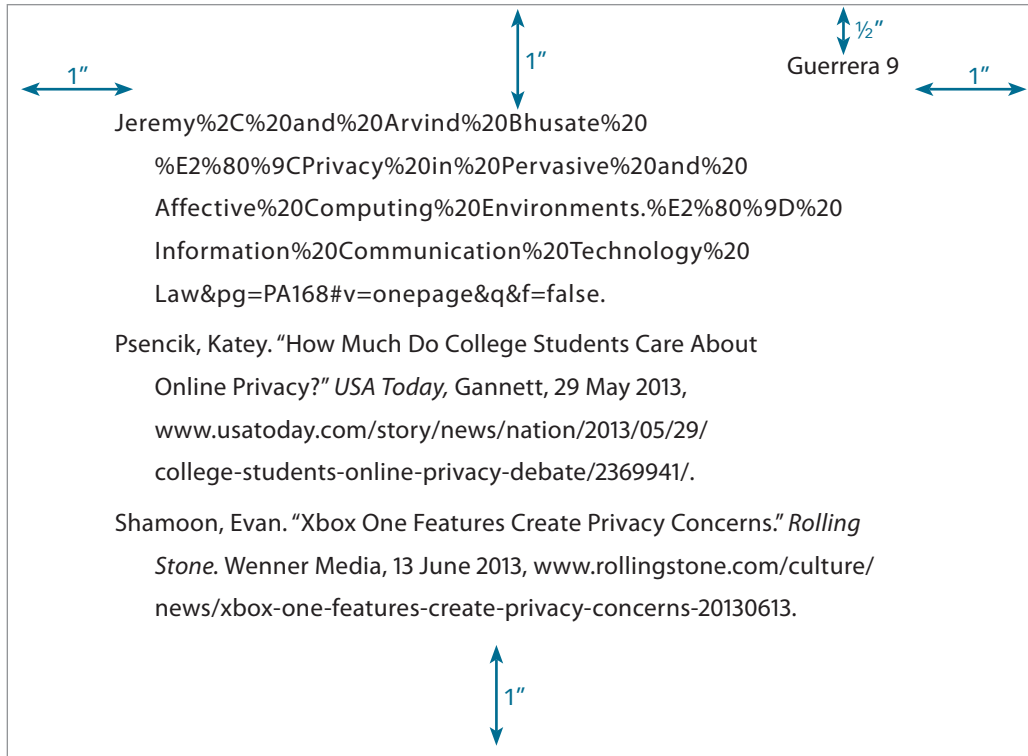 ½″
1″
Guerrera 9
1″
1″
Jeremy%2C%20and%20Arvind%20Bhusate%20
%E2%80%9CPrivacy%20in%20Pervasive%20and%20
Affective%20Computing%20Environments.%E2%80%9D%20
Information%20Communication%20Technology%20
Law&pg=PA168#v=onepage&q&f=false.
Psencik, Katey. “How Much Do College Students Care About
Online Privacy?” USA Today, Gannett, 29 May 2013,
www.usatoday.com/story/news/nation/2013/05/29/
college-students-online-privacy-debate/2369941/.
Shamoon, Evan. “Xbox One Features Create Privacy Concerns.” Rolling
Stone. Wenner Media, 13 June 2013, www.rollingstone.com/culture/
news/xbox-one-features-create-privacy-concerns-20130613.
1″